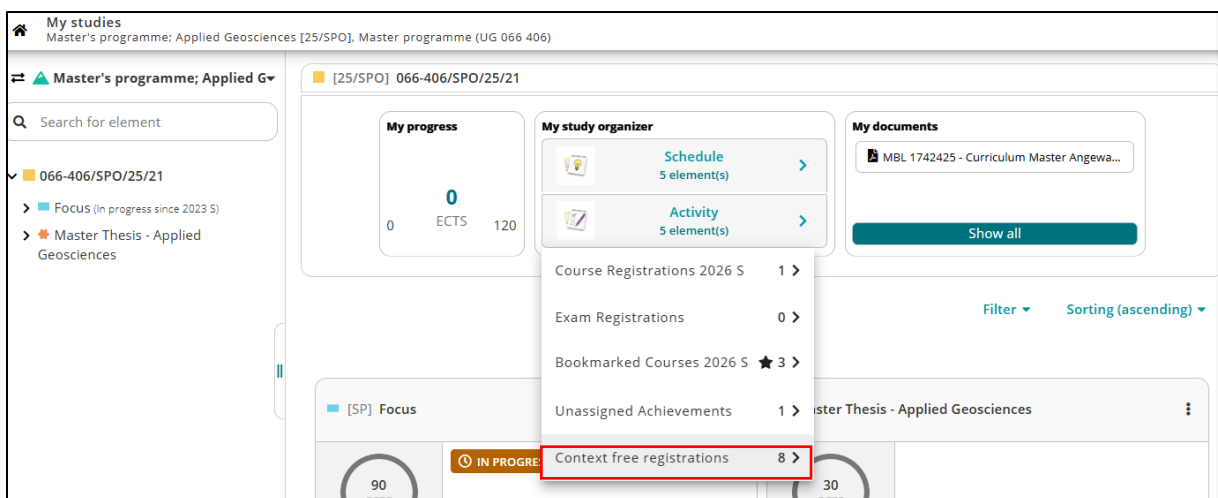 My studies
Master's programme; Applied Geosciences [25/SPO], Master programme (UG 066 406)
Master's programme; Applied G
Search for element
066-406/SPO/25/21
Focus (In progress since 2023 S)
Master Thesis - Applied
Geosciences
[25/SPO] 066-406/SPO/25/21
My progress
0
0 ECTS 120
My study organizer
Schedule
5 element(s)
Activity
5 element(s)
My documents
MBL 1742425 - Curriculum Master Angewa...
Show all
Course Registrations 2026 S 1
Exam Registrations 0
Bookmarked Courses 2026 S 3
Unassigned Achievements 1
Context free registrations 8
Filter
Sorting (ascending)
[SP] Focus
90
IN PROGRE
Thesis - Applied Geosciences
30